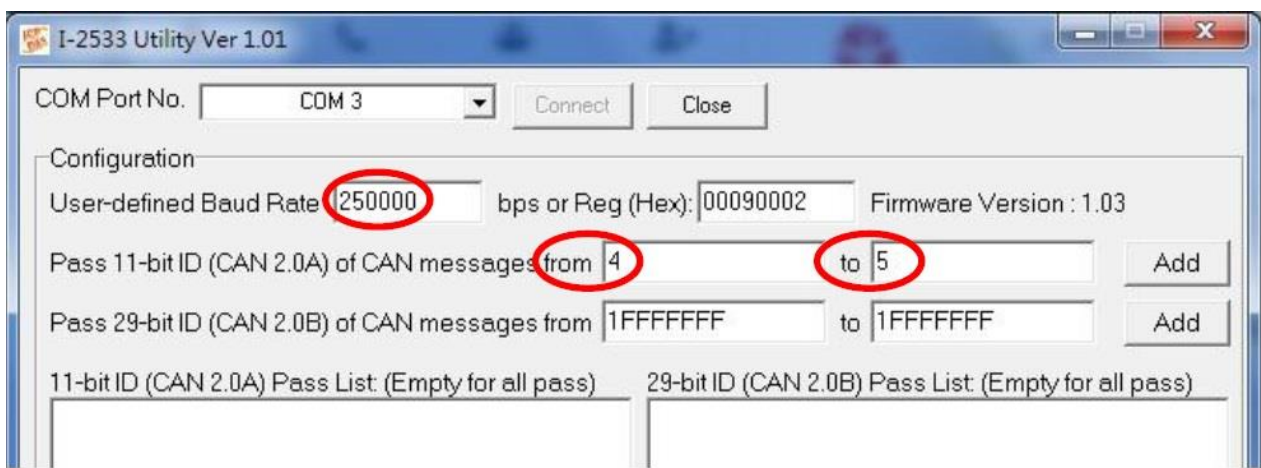 I-2533 Utility Ver 1.01
COM Port No. COM 3 Connect Close
Configuration
User-defined Baud Rate 250000 bps or Reg (Hex): 00090002 Firmware Version : 1.03
Pass 11-bit ID (CAN 2.0A) of CAN messages from 4 to 5 Add
Pass 29-bit ID (CAN 2.0B) of CAN messages from 1FFFFFFF to 1FFFFFFF Add
11-bit ID (CAN 2.0A) Pass List: (Empty for all pass) 29-bit ID (CAN 2.0B) Pass List: (Empty for all pass)